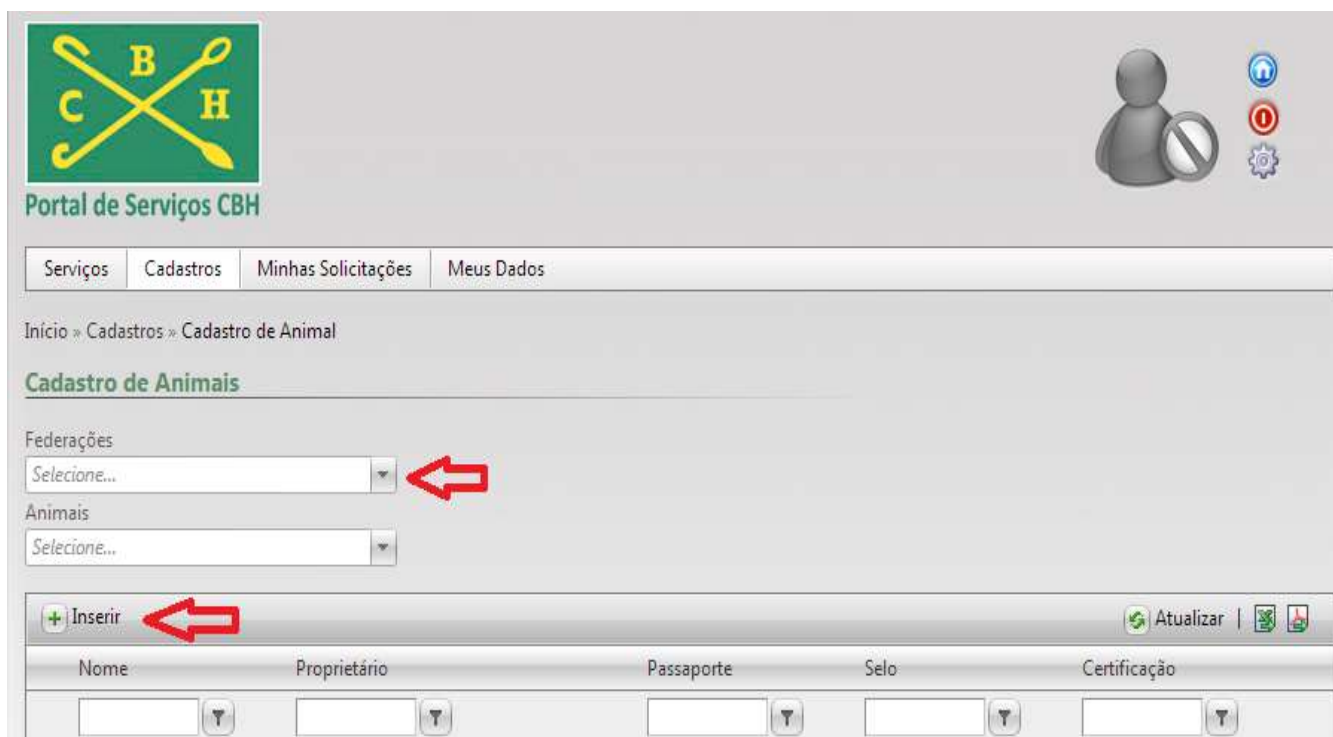 B
C H
Portal de Serviços CBH
Serviços Cadastros Minhas Solicitações Meus Dados
Início » Cadastros » Cadastro de Animal
Cadastro de Animais
Federações
Selecione...
Animais
Selecione...
Inserir Atualizar |
Nome Proprietário Passaporte Selo Certificação